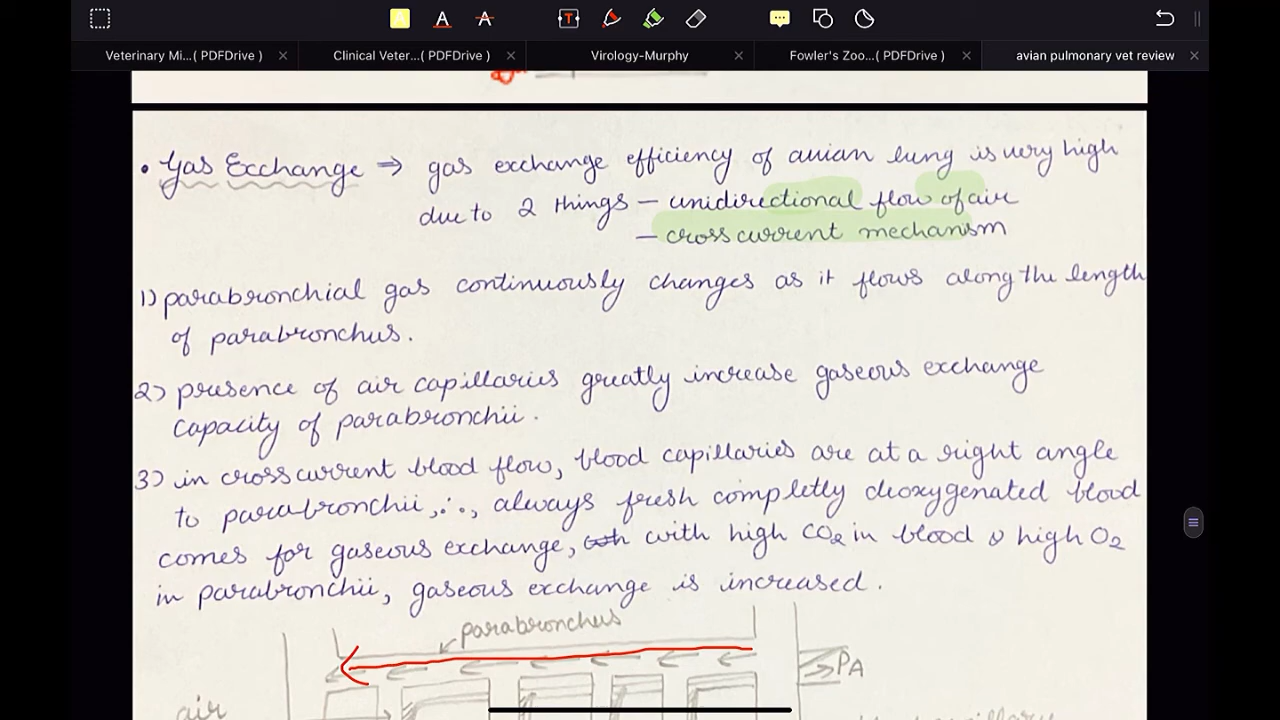 A A A T
Veterinary Mi...( PDFDrive ) Clinical Veter...( PDFDrive ) Virology-Murphy Fowler's Zoo...( PDFDrive ) avian pulmonary vet review
• Gas Exchange → gas exchange efficiency of avian lung is very high
due to 2 things – unidirectional flow of air
– cross current mechanism
1) parabronchial gas continuously changes as it flows along the length
of parabronchus.
2) presence of air capillaries greatly increase gaseous exchange
capacity of parabronchii.
3) in cross current blood flow, blood capillaries are at a right angle
to parabronchii, ∴, always fresh completly deoxygenated blood
comes for gaseous exchange, with high CO2 in blood & high O2
in parabronchii, gaseous exchange is increased.
parabronchus
PA
air